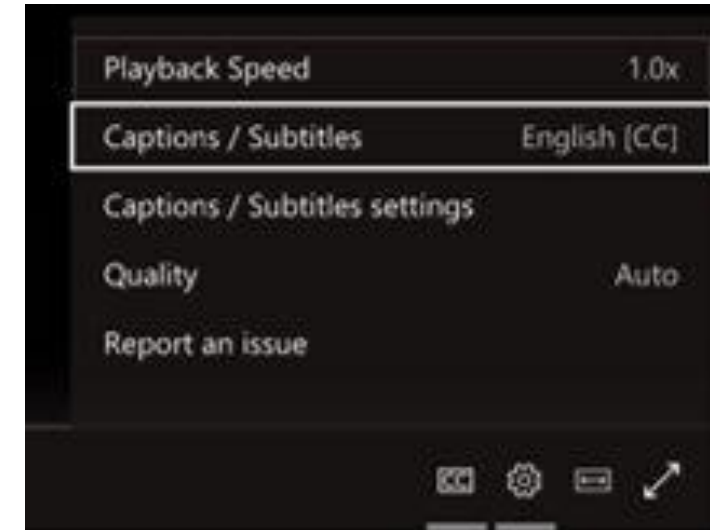 Playback Speed 1.0x
Captions / Subtitles English [CC]
Captions / Subtitles settings
Quality Auto
Report an issue
CC